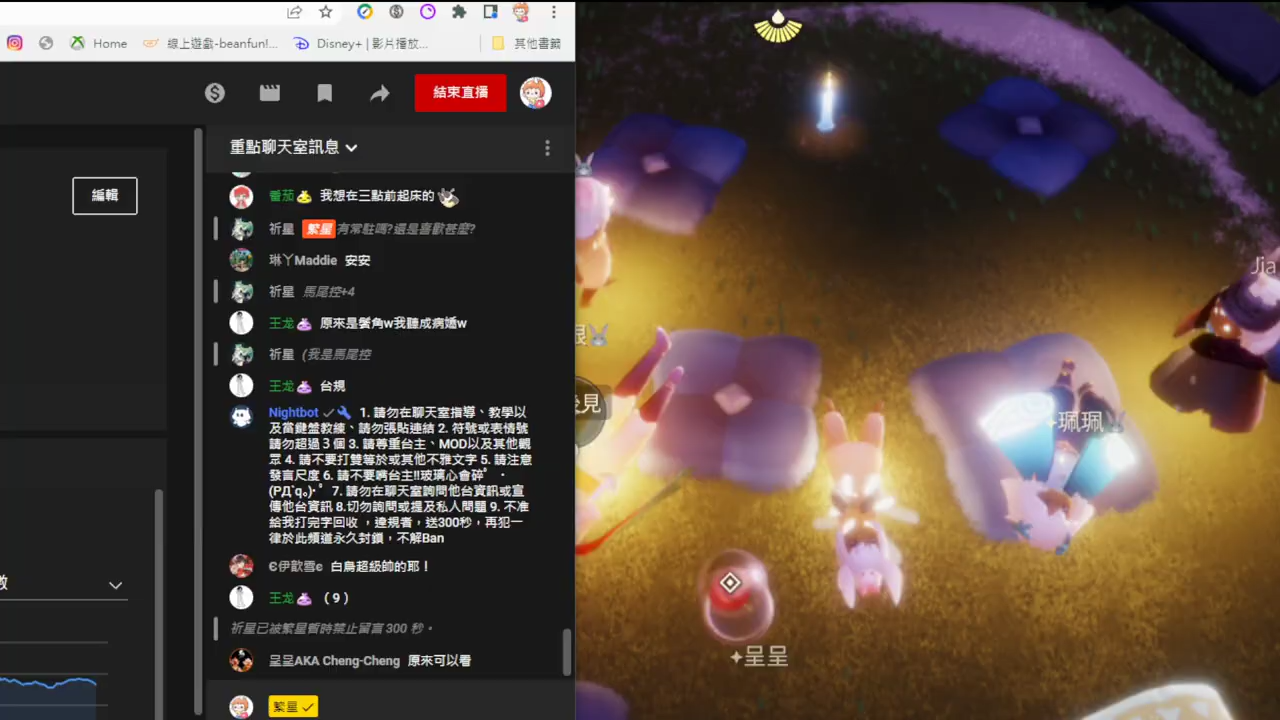 Home
線上遊戲-beanfun!...
Disney+ | 影片播放...
其他書籤
結束直播
重點聊天室訊息
編輯
番茄 我想在三點前起床的
祈星 繁星 有常駐嗎?還是喜歡甚麼?
琳丫Maddie 安安
祈星 馬尾控+4
王龙 原來是鬢角w我聽成病嬌w
祈星 (我是馬尾控
王龙 台規
Nightbot 1. 請勿在聊天室指導、教學以
及當鍵盤教練、請勿張貼連結 2. 符號或表情號
請勿超過 3 個 3. 請尊重台主、MOD以及其他觀
眾 4. 請不要打雙等於或其他不雅文字 5. 請注意
發言尺度 6. 請不要嗆台主!!玻璃心會碎゜・
(PД`q｡)･゜ 7. 請勿在聊天室詢問他台資訊或宣
傳他台資訊 8.切勿詢問或提及私人問題 9. 不准
給我打完字回收 ，違規者，送300秒，再犯一
律於此頻道永久封鎖，不解Ban
Є伊歆雪є 白鳥超級帥的耶！
王龙 （9）
祈星已被繁星暫時禁止留言 300 秒。
呈呈AKA Cheng-Cheng 原來可以看
繁星
Jia
見
珮珮
呈呈